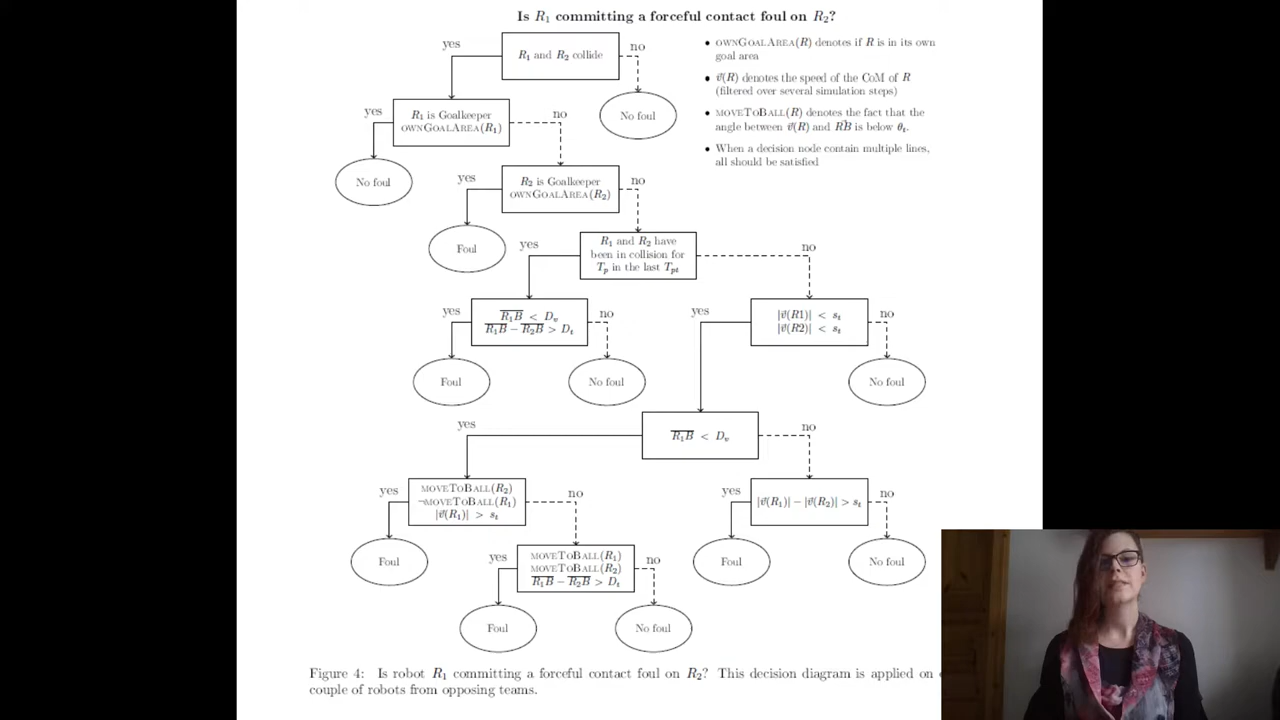 Is R₁ committing a forceful contact foul on R₂?
yes
R₁ and R₂ collide
no
• OWNGOALAREA(R) denotes if R is in its own
goal area
• v⃗(R) denotes the speed of the CoM of R
(filtered over several simulation steps)
• MOVETOBALL(R) denotes the fact that the
angle between v⃗(R) and RB⃗ is below θₜ.
• When a decision node contain multiple lines,
all should be satisfied
yes
R₁ is Goalkeeper
OWNGOALAREA(R₁)
no
No foul
No foul
yes
R₂ is Goalkeeper
OWNGOALAREA(R₂)
no
Foul
yes
R₁ and R₂ have
been in collision for
Tₚ in the last Tₚₜ
no
yes
R̅₁B̅ < Dᵥ
R̅₁B̅ − R̅₂B̅ > Dₜ
no
yes
|v⃗(R1)| < sₜ
|v⃗(R2)| < sₜ
no
Foul
No foul
No foul
yes
R̅₁B̅ < Dᵥ
no
yes
MOVETOBALL(R₂)
¬MOVETOBALL(R₁)
|v⃗(R₁)| > sₜ
no
yes
|v⃗(R₁)| − |v⃗(R₂)| > sₜ
no
Foul
yes
MOVETOBALL(R₁)
MOVETOBALL(R₂)
R̅₁B̅ − R̅₂B̅ > Dₜ
no
Foul
No foul
Foul
No foul
Figure 4: Is robot R₁ committing a forceful contact foul on R₂? This decision diagram is applied on
couple of robots from opposing teams.